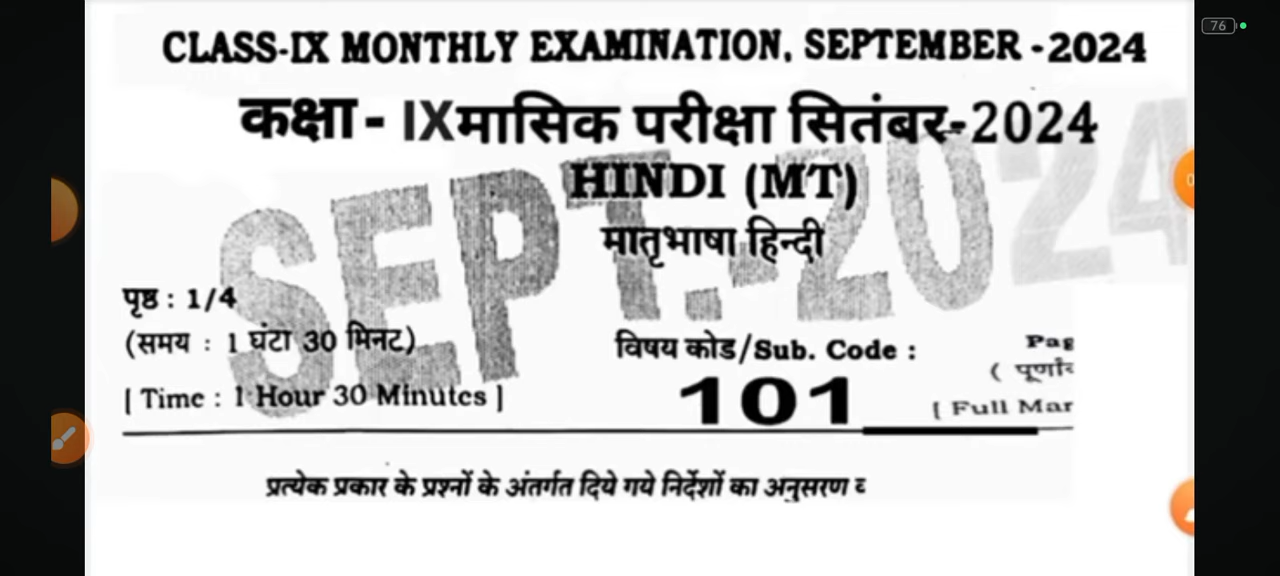 CLASS-IX MONTHLY EXAMINATION, SEPTEMBER - 2024
कक्षा - IX मासिक परीक्षा सितंबर-2024
SEPT.-2024
HINDI (MT)
मातृभाषा हिन्दी
पृष्ठ : 1/4
(समय : 1 घंटा 30 मिनट)
विषय कोड/Sub. Code :
Pag
( पूर्णां
[ Time : 1 Hour 30 Minutes ]
101
[ Full Mar
प्रत्येक प्रकार के प्रश्नों के अंतर्गत दिये गये निर्देशों का अनुसरण
76